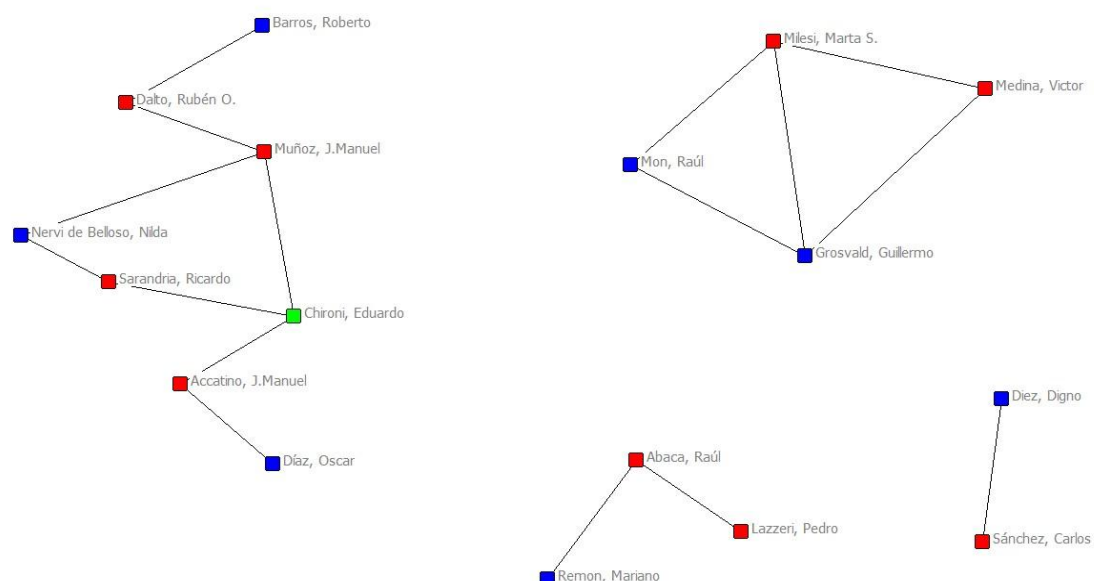 Barros, Roberto
Dalto, Rubén O.
Muñoz, J.Manuel
Nervi de Belloso, Nilda
Sarandria, Ricardo
Chironi, Eduardo
Accatino, J.Manuel
Díaz, Oscar
Milesi, Marta S.
Medina, Victor
Mon, Raúl
Grosvald, Guillermo
Diez, Digno
Abaca, Raúl
Lazzeri, Pedro
Sánchez, Carlos
Remon, Mariano